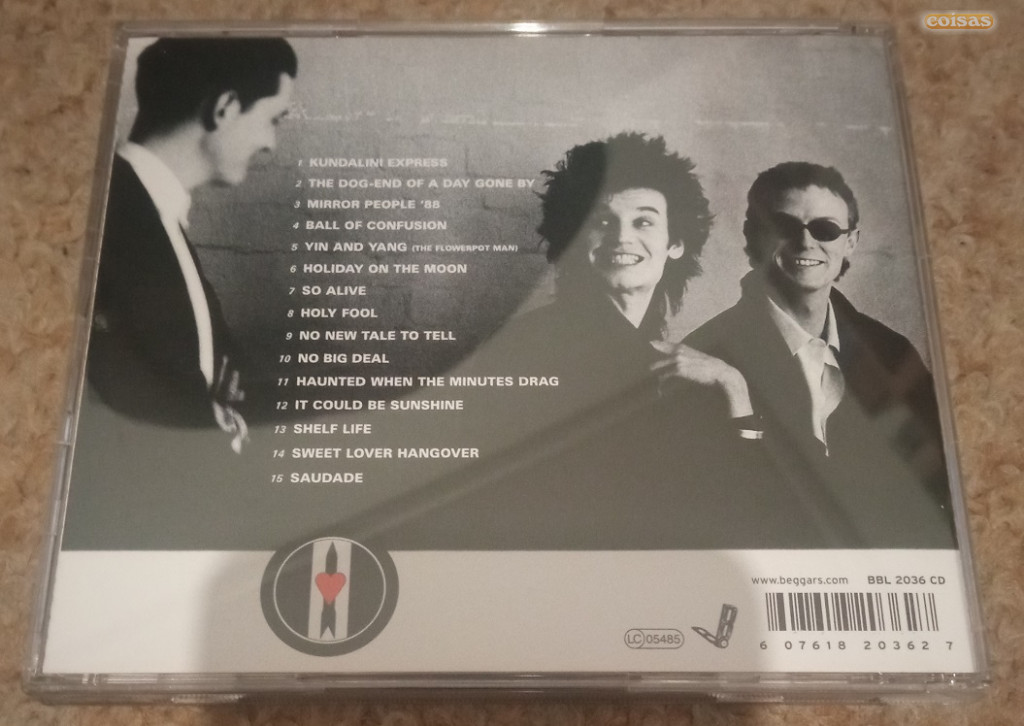 coisas
1 KUNDALINI EXPRESS
2 THE DOG-END OF A DAY GONE BY
3 MIRROR PEOPLE '88
4 BALL OF CONFUSION
5 YIN AND YANG (THE FLOWERPOT MAN)
6 HOLIDAY ON THE MOON
7 SO ALIVE
8 HOLY FOOL
9 NO NEW TALE TO TELL
10 NO BIG DEAL
11 HAUNTED WHEN THE MINUTES DRAG
12 IT COULD BE SUNSHINE
13 SHELF LIFE
14 SWEET LOVER HANGOVER
15 SAUDADE
www.beggars.com BBL 2036 CD
LC 05485
6 07618 20362 7